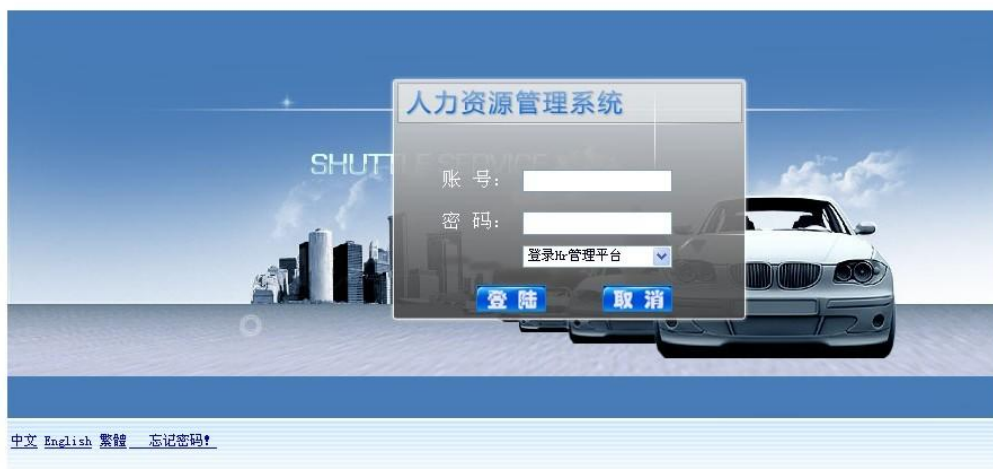 人力资源管理系统
SHUTTLE SERVICE
账 号：
密 码：
登录Hr管理平台
登 陆 取 消
中文 English 繁體 忘记密码!